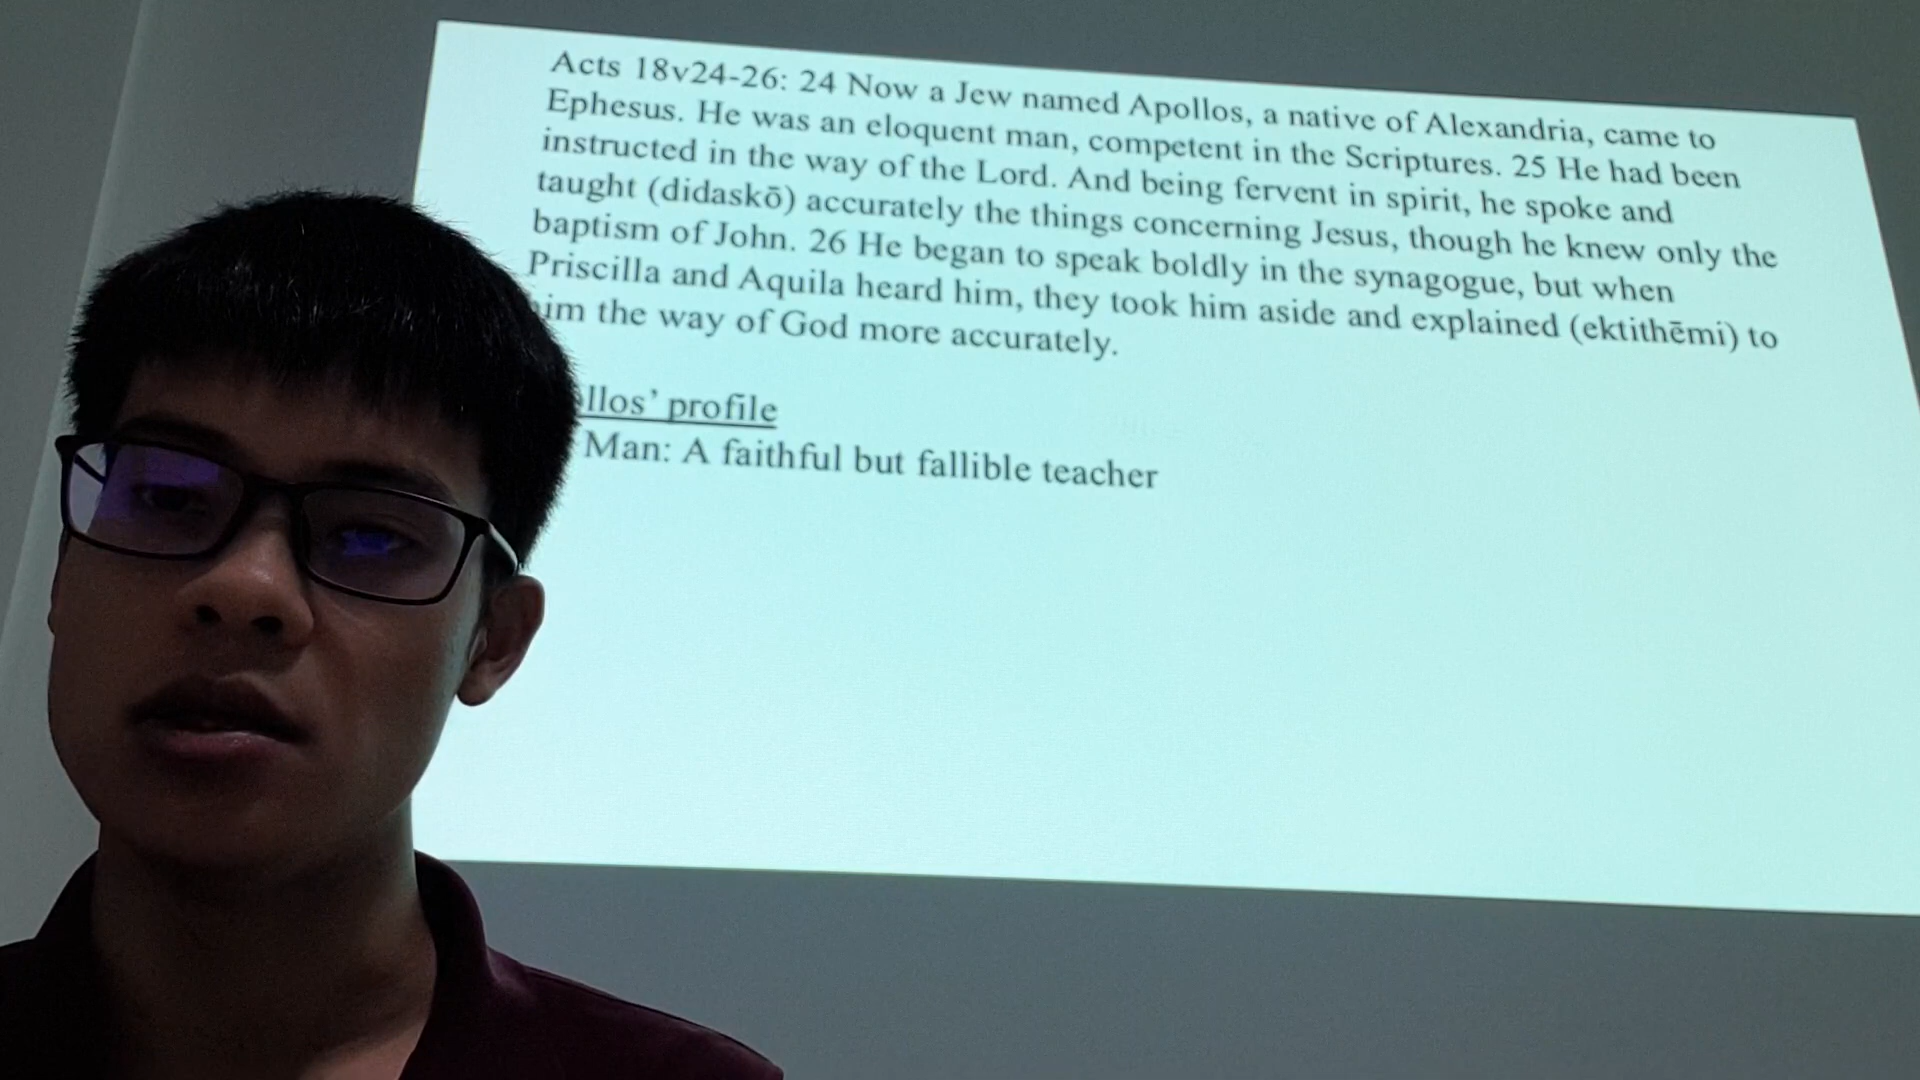 Acts 18v24-26: 24 Now a Jew named Apollos, a native of Alexandria, came to
Ephesus. He was an eloquent man, competent in the Scriptures. 25 He had been
instructed in the way of the Lord. And being fervent in spirit, he spoke and
taught (didaskō) accurately the things concerning Jesus, though he knew only the
baptism of John. 26 He began to speak boldly in the synagogue, but when
Priscilla and Aquila heard him, they took him aside and explained (ektithēmi) to
the way of God more accurately.
profile
Man: A faithful but fallible teacher